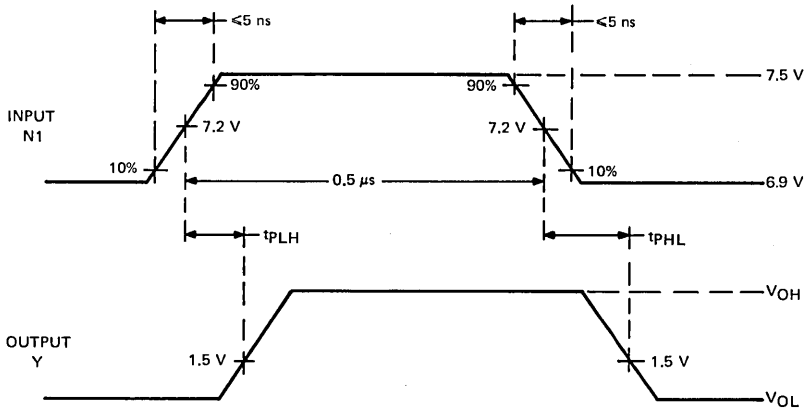 ≤5 ns
≤5 ns
90%
90%
7.5 V
INPUT
N1
7.2 V
7.2 V
10%
10%
0.5 μs
6.9 V
tPLH
tPHL
VOH
OUTPUT
Y
1.5 V
1.5 V
VOL